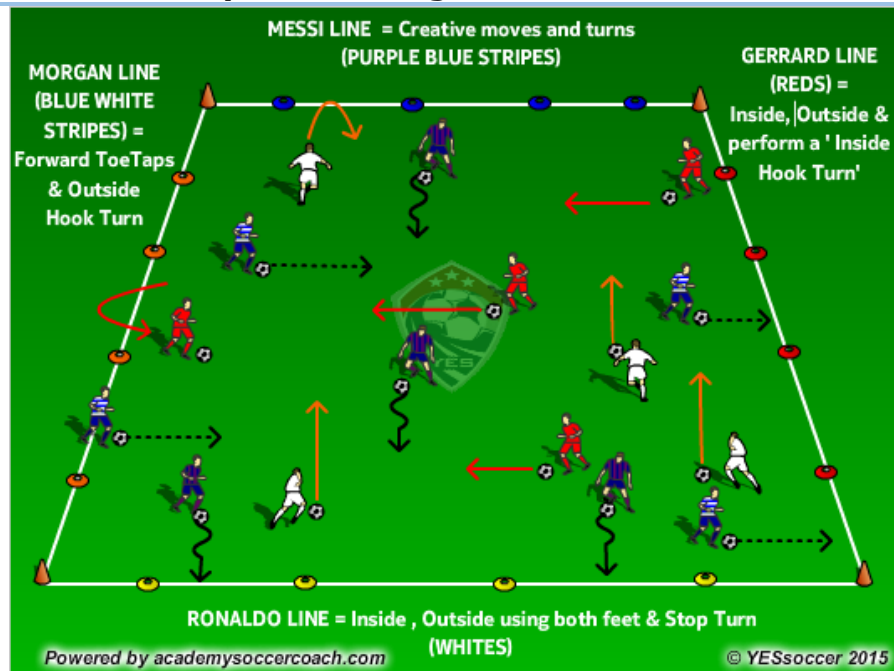 MESSI LINE = Creative moves and turns
(PURPLE BLUE STRIPES)
MORGAN LINE
(BLUE WHITE
STRIPES) =
Forward ToeTaps
& Outside
Hook Turn
GERRARD LINE
(REDS) =
Inside, Outside &
perform a ' Inside
Hook Turn'
YES
RONALDO LINE = Inside , Outside using both feet & Stop Turn
(WHITES)
Powered by academysoccercoach.com
© YESsoccer 2015